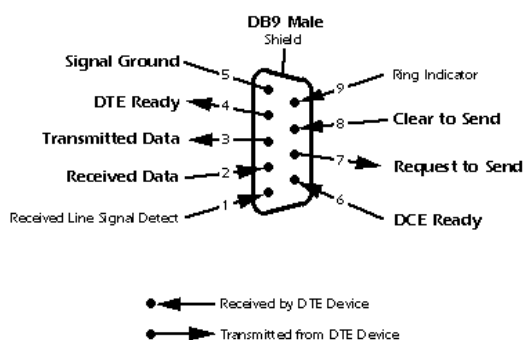 DB9 Male
Shield
Signal Ground
5
9
Ring Indicator
DTE Ready
4
8
Clear to Send
Transmitted Data
3
7
Request to Send
Received Data
2
6
DCE Ready
Received Line Signal Detect
1
Received by DTE Device
Transmitted from DTE Device